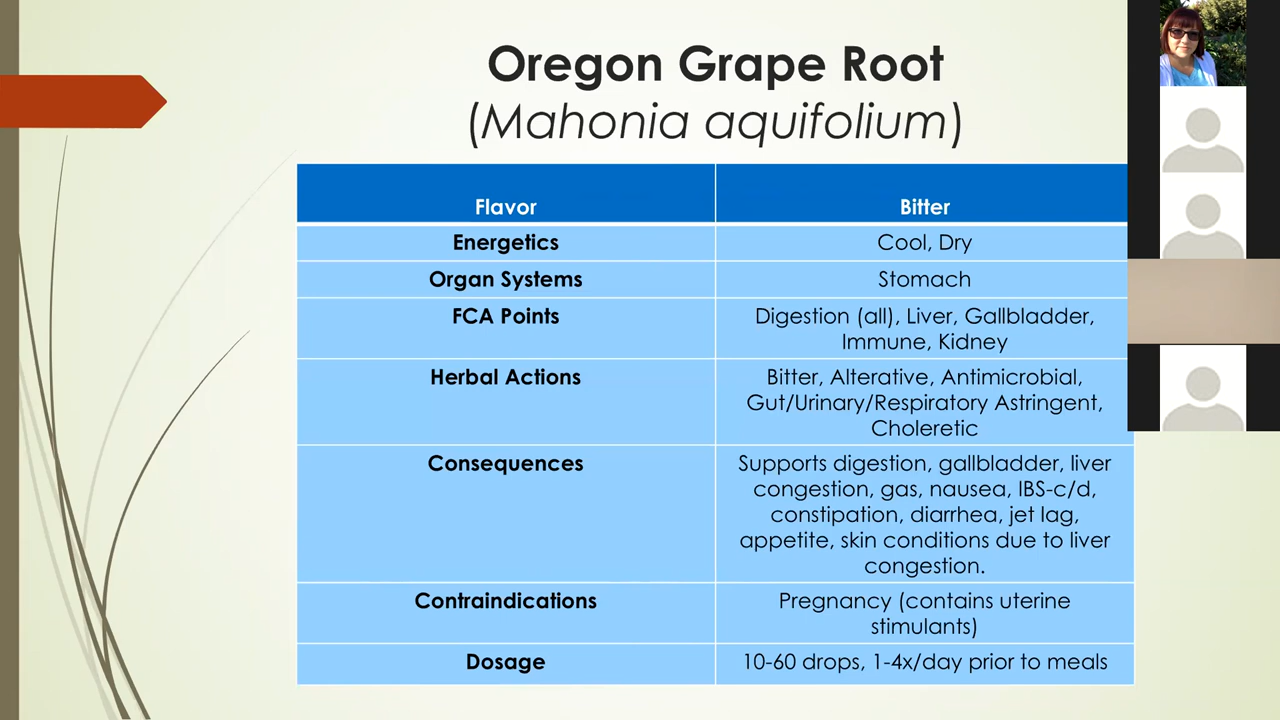 Oregon Grape Root
(Mahonia aquifolium)
Flavor
Bitter
Energetics
Cool, Dry
Organ Systems
Stomach
FCA Points
Digestion (all), Liver, Gallbladder,
Immune, Kidney
Herbal Actions
Bitter, Alterative, Antimicrobial,
Gut/Urinary/Respiratory Astringent,
Choleretic
Consequences
Supports digestion, gallbladder, liver
congestion, gas, nausea, IBS-c/d,
constipation, diarrhea, jet lag,
appetite, skin conditions due to liver
congestion.
Contraindications
Pregnancy (contains uterine
stimulants)
Dosage
10-60 drops, 1-4x/day prior to meals